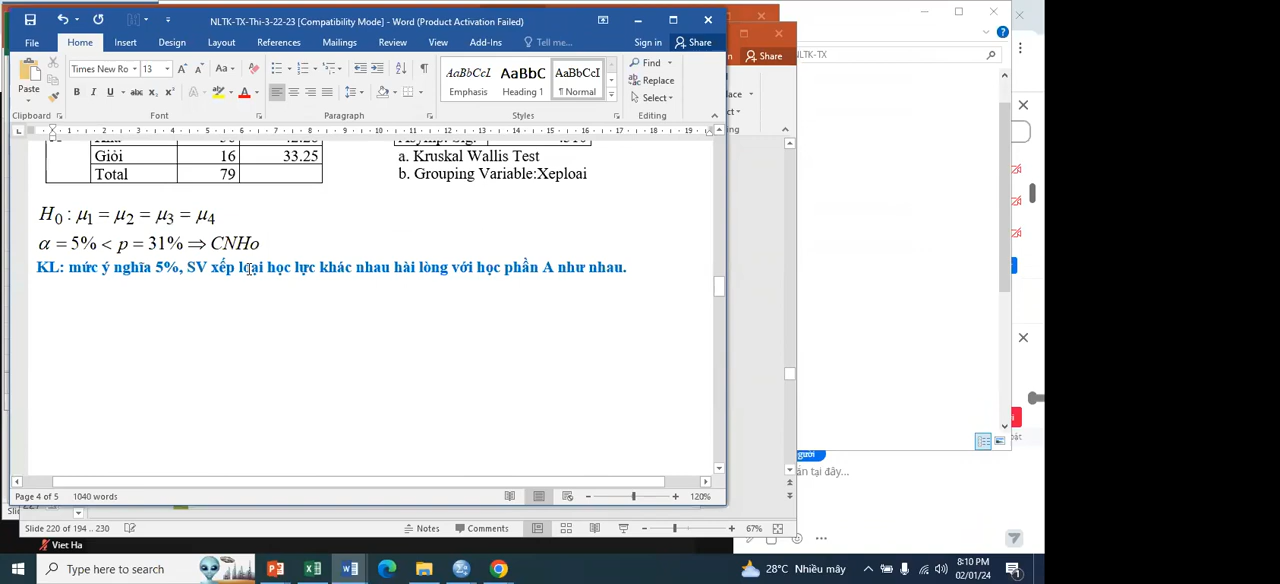 NLTK-TX-Thi-3-22-23 [Compatibility Mode] - Word (Product Activation Failed)
File Home Insert Design Layout References Mailings Review View Add-Ins Tell me... Sign in Share
Share
NLTK-TX
Paste
Times New Ro 13
AaBbCcI AaBbC AaBbCcI
Emphasis Heading 1 ¶ Normal
Find
Replace
Select
Clipboard Font Paragraph Styles Editing
Giỏi 16 33.25
Total 79
a. Kruskal Wallis Test
b. Grouping Variable:Xeploai
H₀ : μ₁ = μ₂ = μ₃ = μ₄
α = 5% < p = 31% ⇒ CNHo
KL: mức ý nghĩa 5%, SV xếp loại học lực khác nhau hài lòng với học phần A như nhau.
Page 4 of 5 1040 words 120%
Slide 220 of 194 .. 230 Notes Comments 67%
Viet Ha
Type here to search
28°C Nhiều mây
8:10 PM
02/01/24